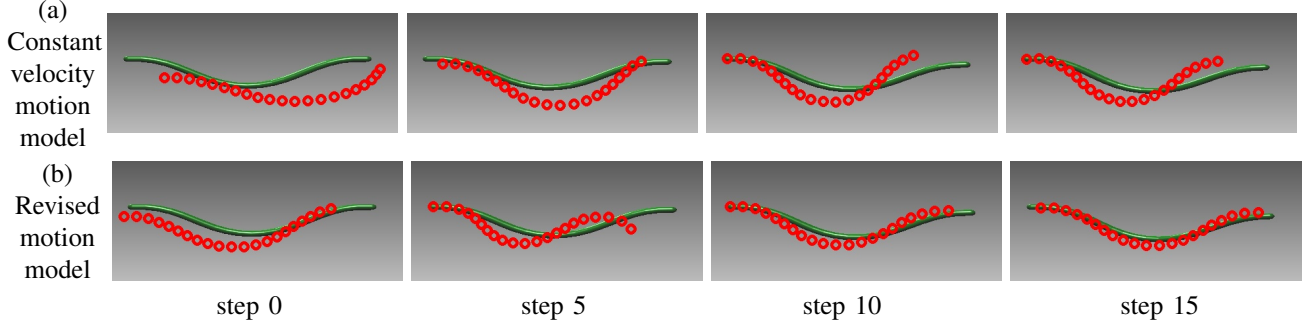 (a)
Constant
velocity
motion
model
(b)
Revised
motion
model
step 0
step 5
step 10
step 15